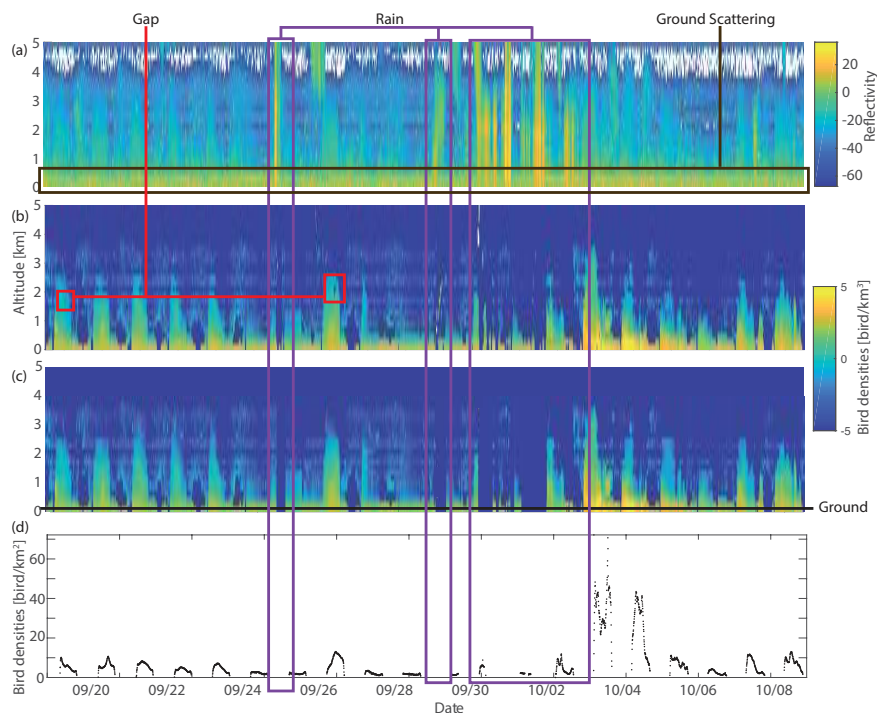 Gap Rain Ground Scattering
(a)
5
4
3
2
1
0
20
0
-20
-40
-60
Reflectivity
(b)
5
4
3
2
1
0
Altitude [km]
5
0
-5
Bird densities [bird/km³]
(c)
5
4
3
2
1
0
Ground
(d)
60
40
20
10
0
Bird densities [bird/km²]
09/20 09/22 09/24 09/26 09/28 09/30 10/02 10/04 10/06 10/08
Date